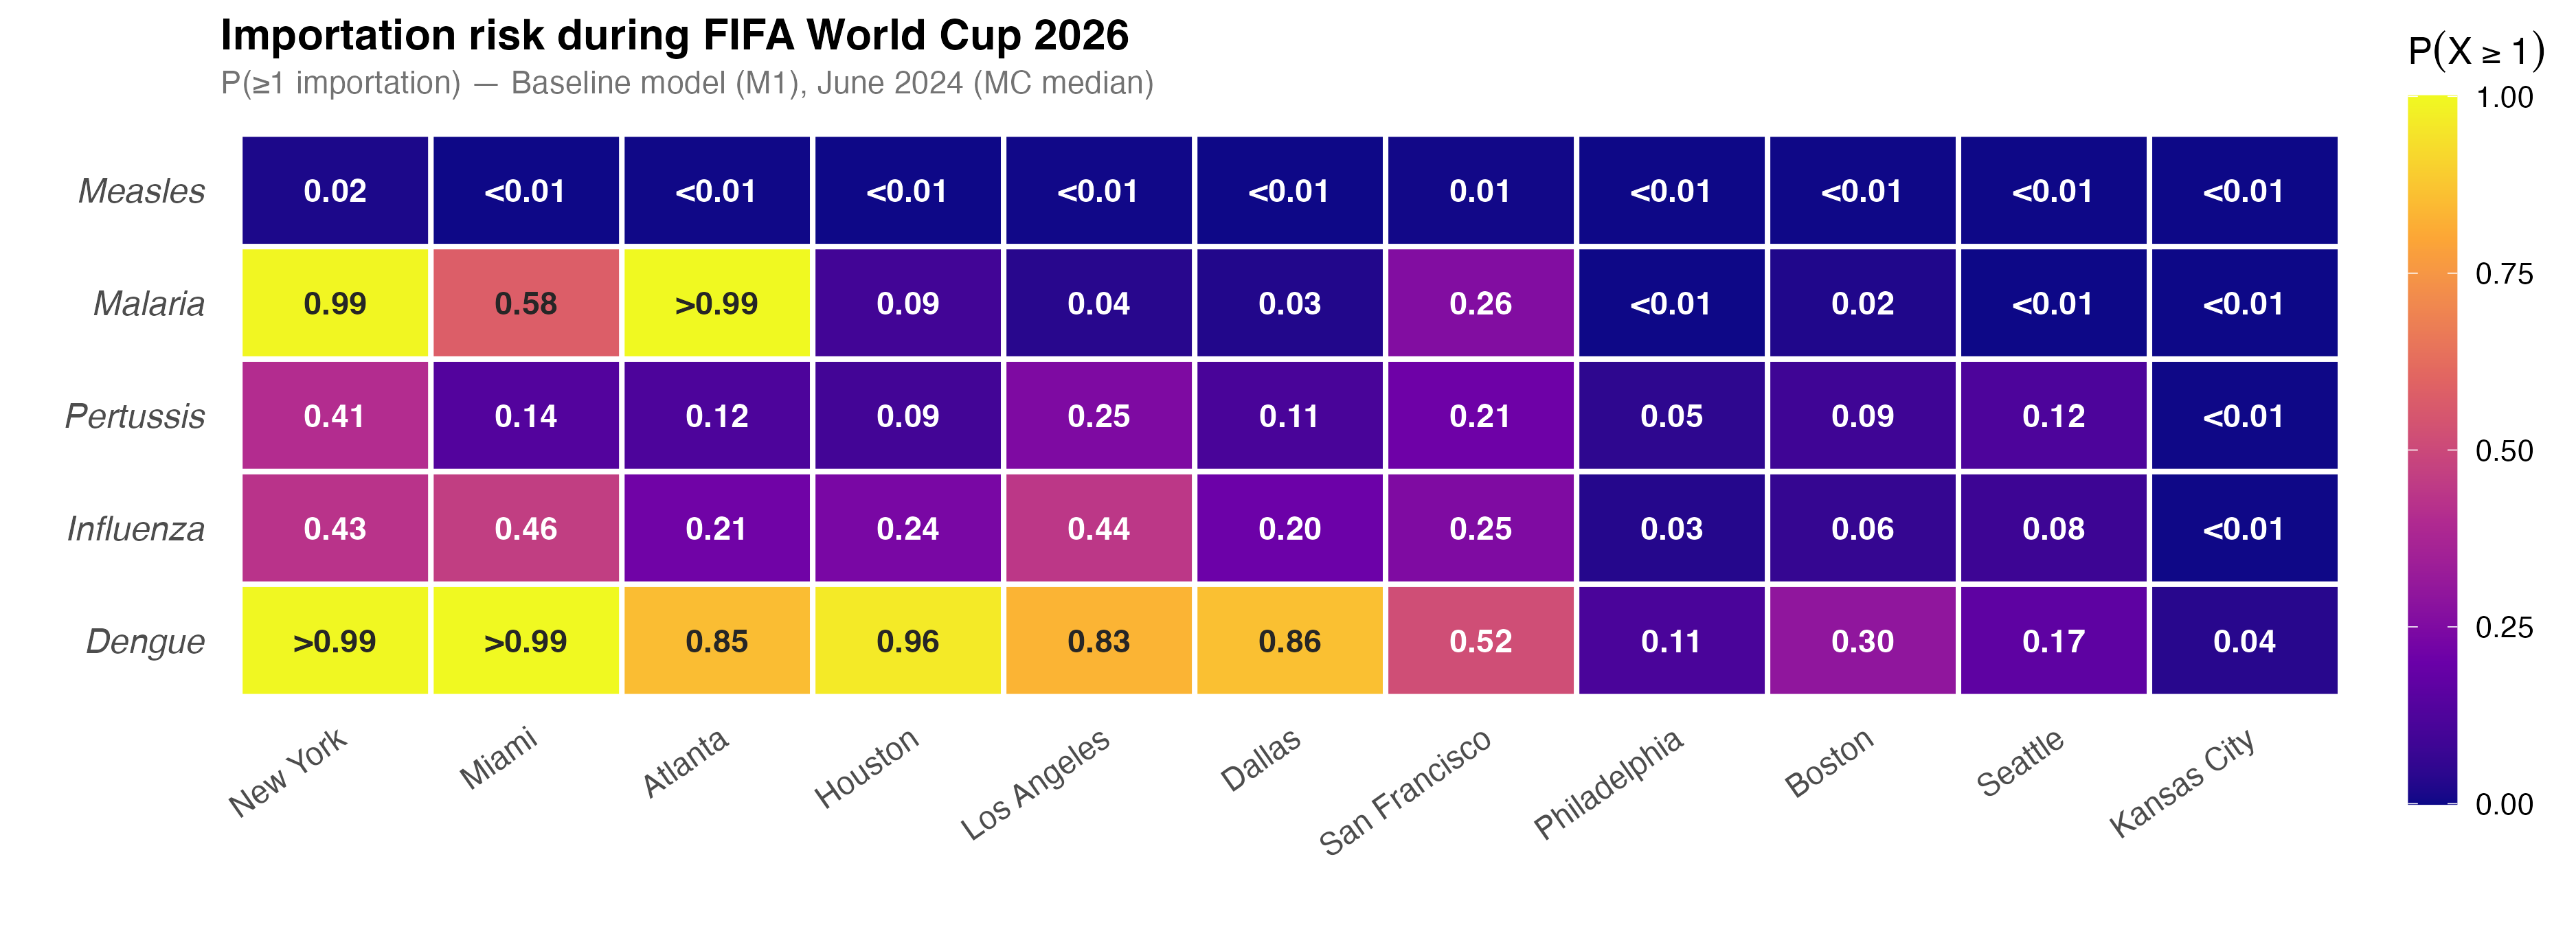 Importation risk during FIFA World Cup 2026
P(≥1 importation) — Baseline model (M1), June 2024 (MC median)
P(X ≥ 1)
1.00
0.75
0.50
0.25
0.00
Measles 0.02 <0.01 <0.01 <0.01 <0.01 <0.01 0.01 <0.01 <0.01 <0.01 <0.01
Malaria 0.99 0.58 >0.99 0.09 0.04 0.03 0.26 <0.01 0.02 <0.01 <0.01
Pertussis 0.41 0.14 0.12 0.09 0.25 0.11 0.21 0.05 0.09 0.12 <0.01
Influenza 0.43 0.46 0.21 0.24 0.44 0.20 0.25 0.03 0.06 0.08 <0.01
Dengue >0.99 >0.99 0.85 0.96 0.83 0.86 0.52 0.11 0.30 0.17 0.04
New York Miami Atlanta Houston Los Angeles Dallas San Francisco Philadelphia Boston Seattle Kansas City